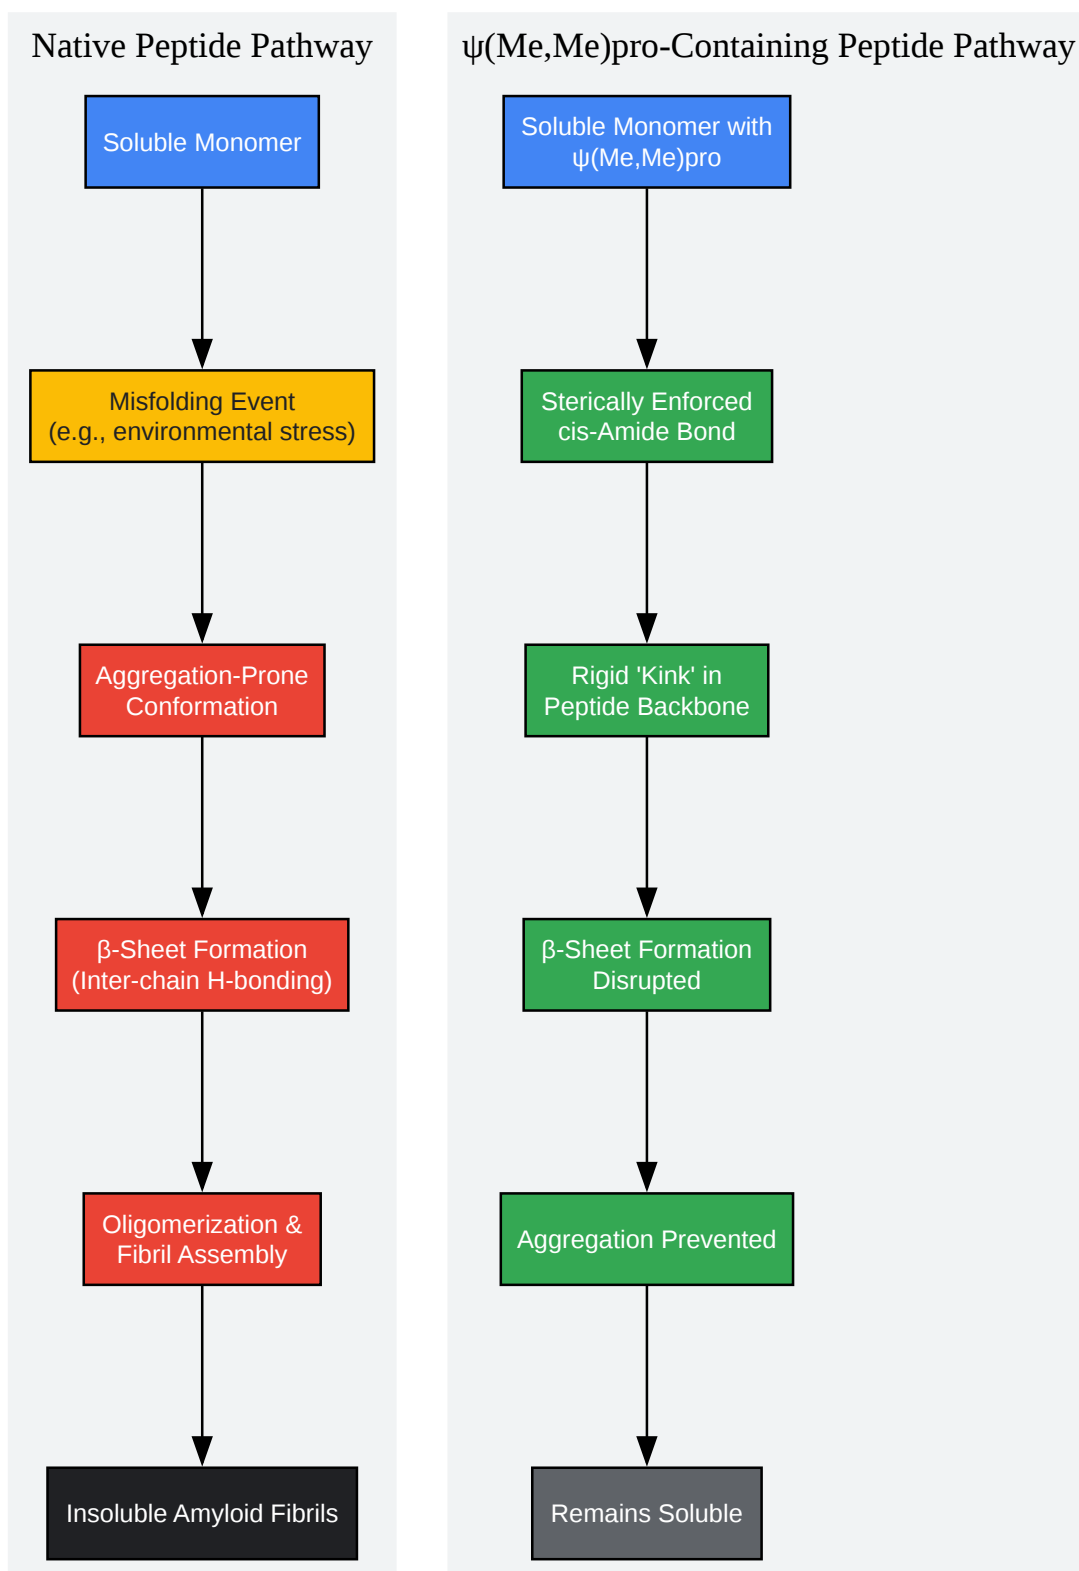 Native Peptide Pathway
Soluble Monomer
Misfolding Event
(e.g., environmental stress)
Aggregation-Prone
Conformation
β-Sheet Formation
(Inter-chain H-bonding)
Oligomerization &
Fibril Assembly
Insoluble Amyloid Fibrils
ψ(Me,Me)pro-Containing Peptide Pathway
Soluble Monomer with
ψ(Me,Me)pro
Sterically Enforced
cis-Amide Bond
Rigid 'Kink' in
Peptide Backbone
β-Sheet Formation
Disrupted
Aggregation Prevented
Remains Soluble